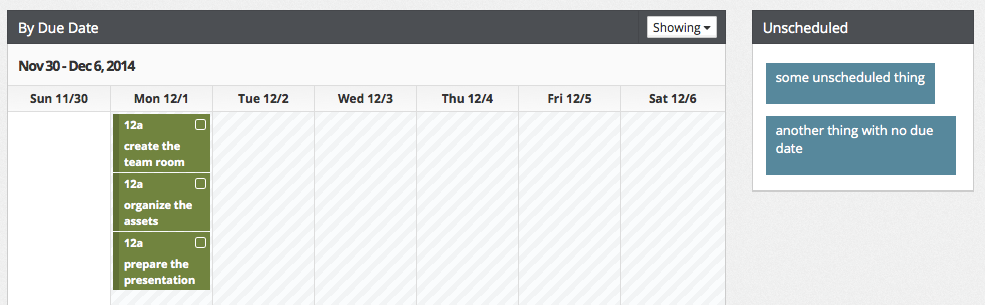 By Due Date
Showing
Nov 30 - Dec 6, 2014
Sun 11/30 Mon 12/1 Tue 12/2 Wed 12/3 Thu 12/4 Fri 12/5 Sat 12/6
12a
create the
team room
12a
organize the
assets
12a
prepare the
presentation
Unscheduled
some unscheduled thing
another thing with no due
date